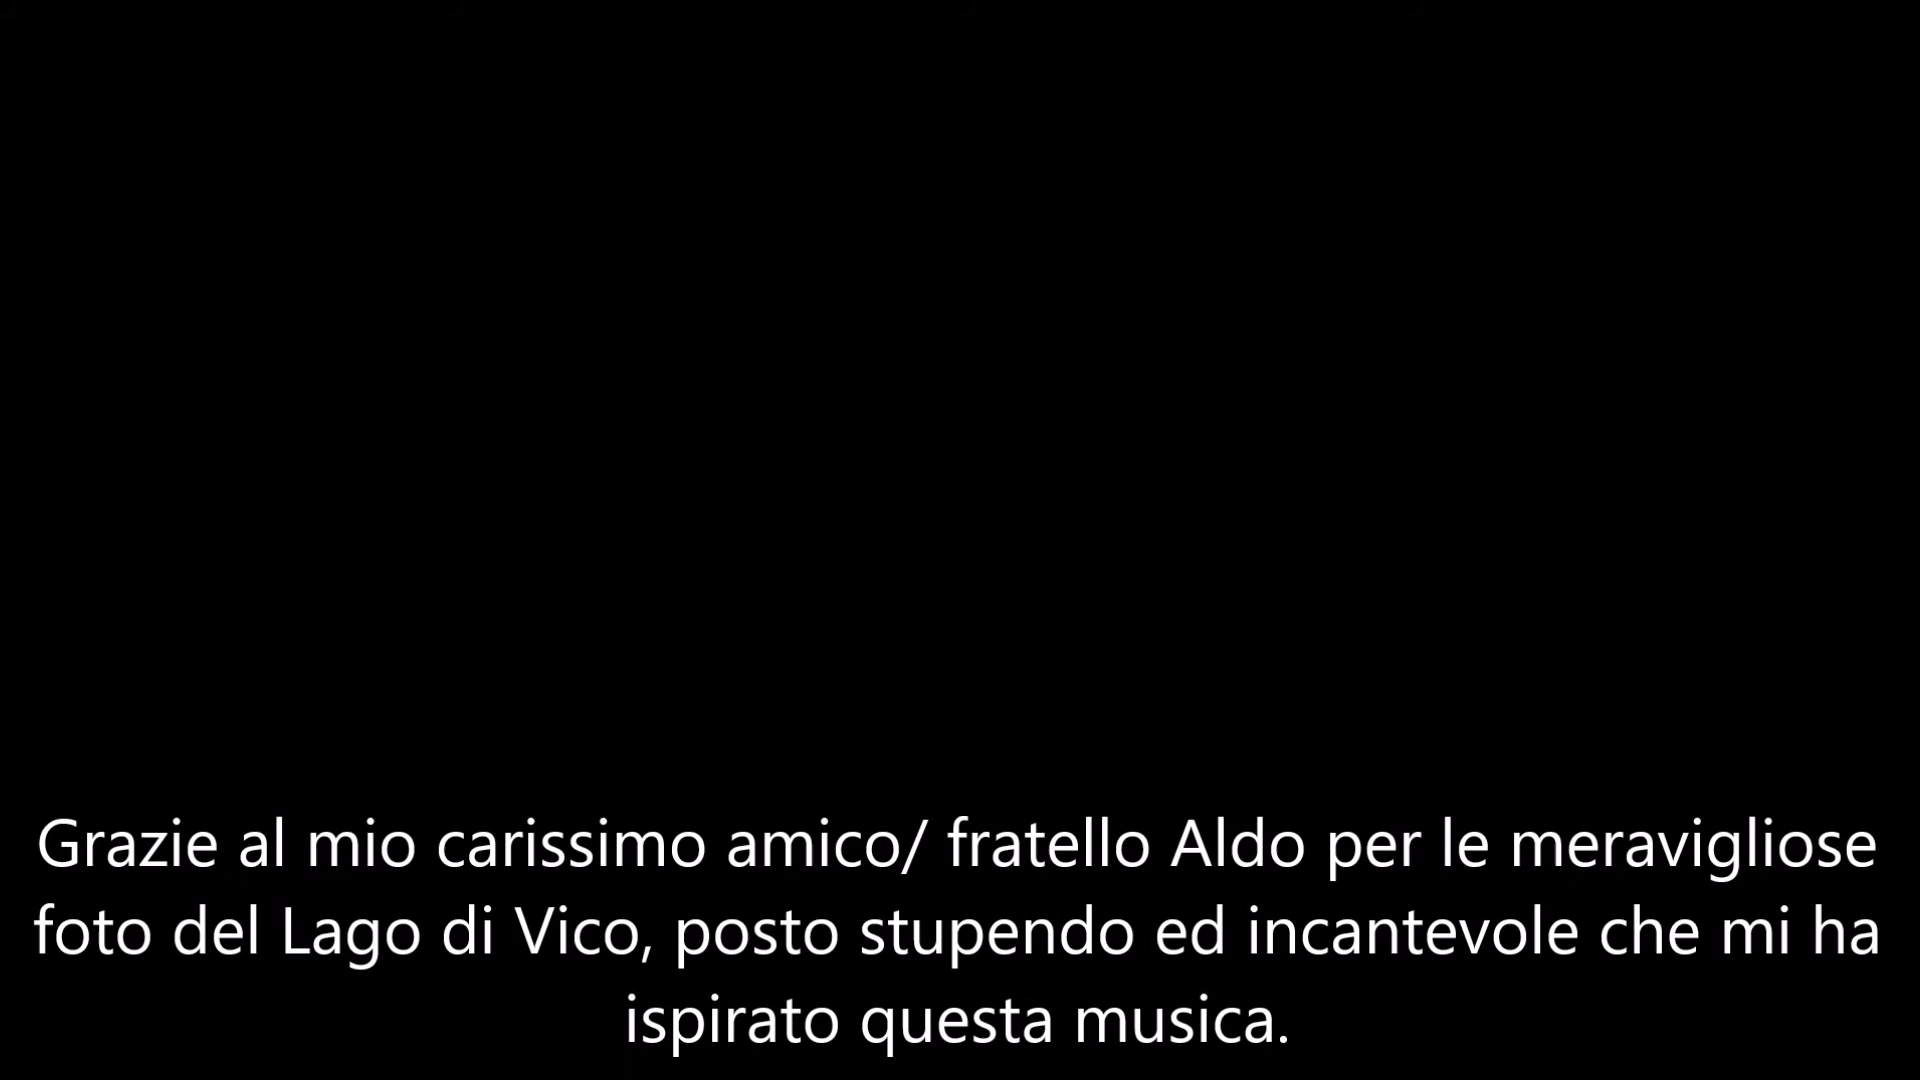 Grazie al mio carissimo amico/ fratello Aldo per le meravigliose
foto del Lago di Vico, posto stupendo ed incantevole che mi ha
ispirato questa musica.